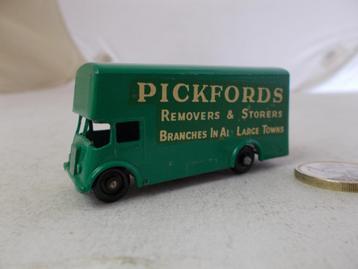 PICKFORDS
REMOVERS & STORERS
BRANCHES IN AL LARGE TOWNS